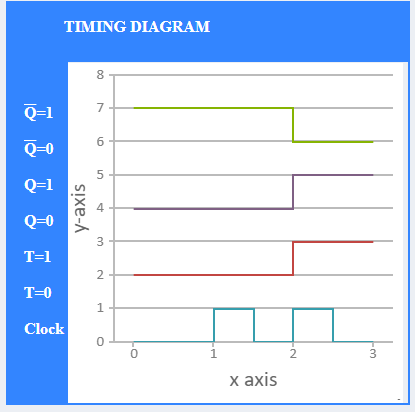 TIMING DIAGRAM
Q̅=1
Q̅=0
Q=1
Q=0
T=1
T=0
Clock
y-axis
8
7
6
5
4
3
2
1
0
0 1 2 3
x axis